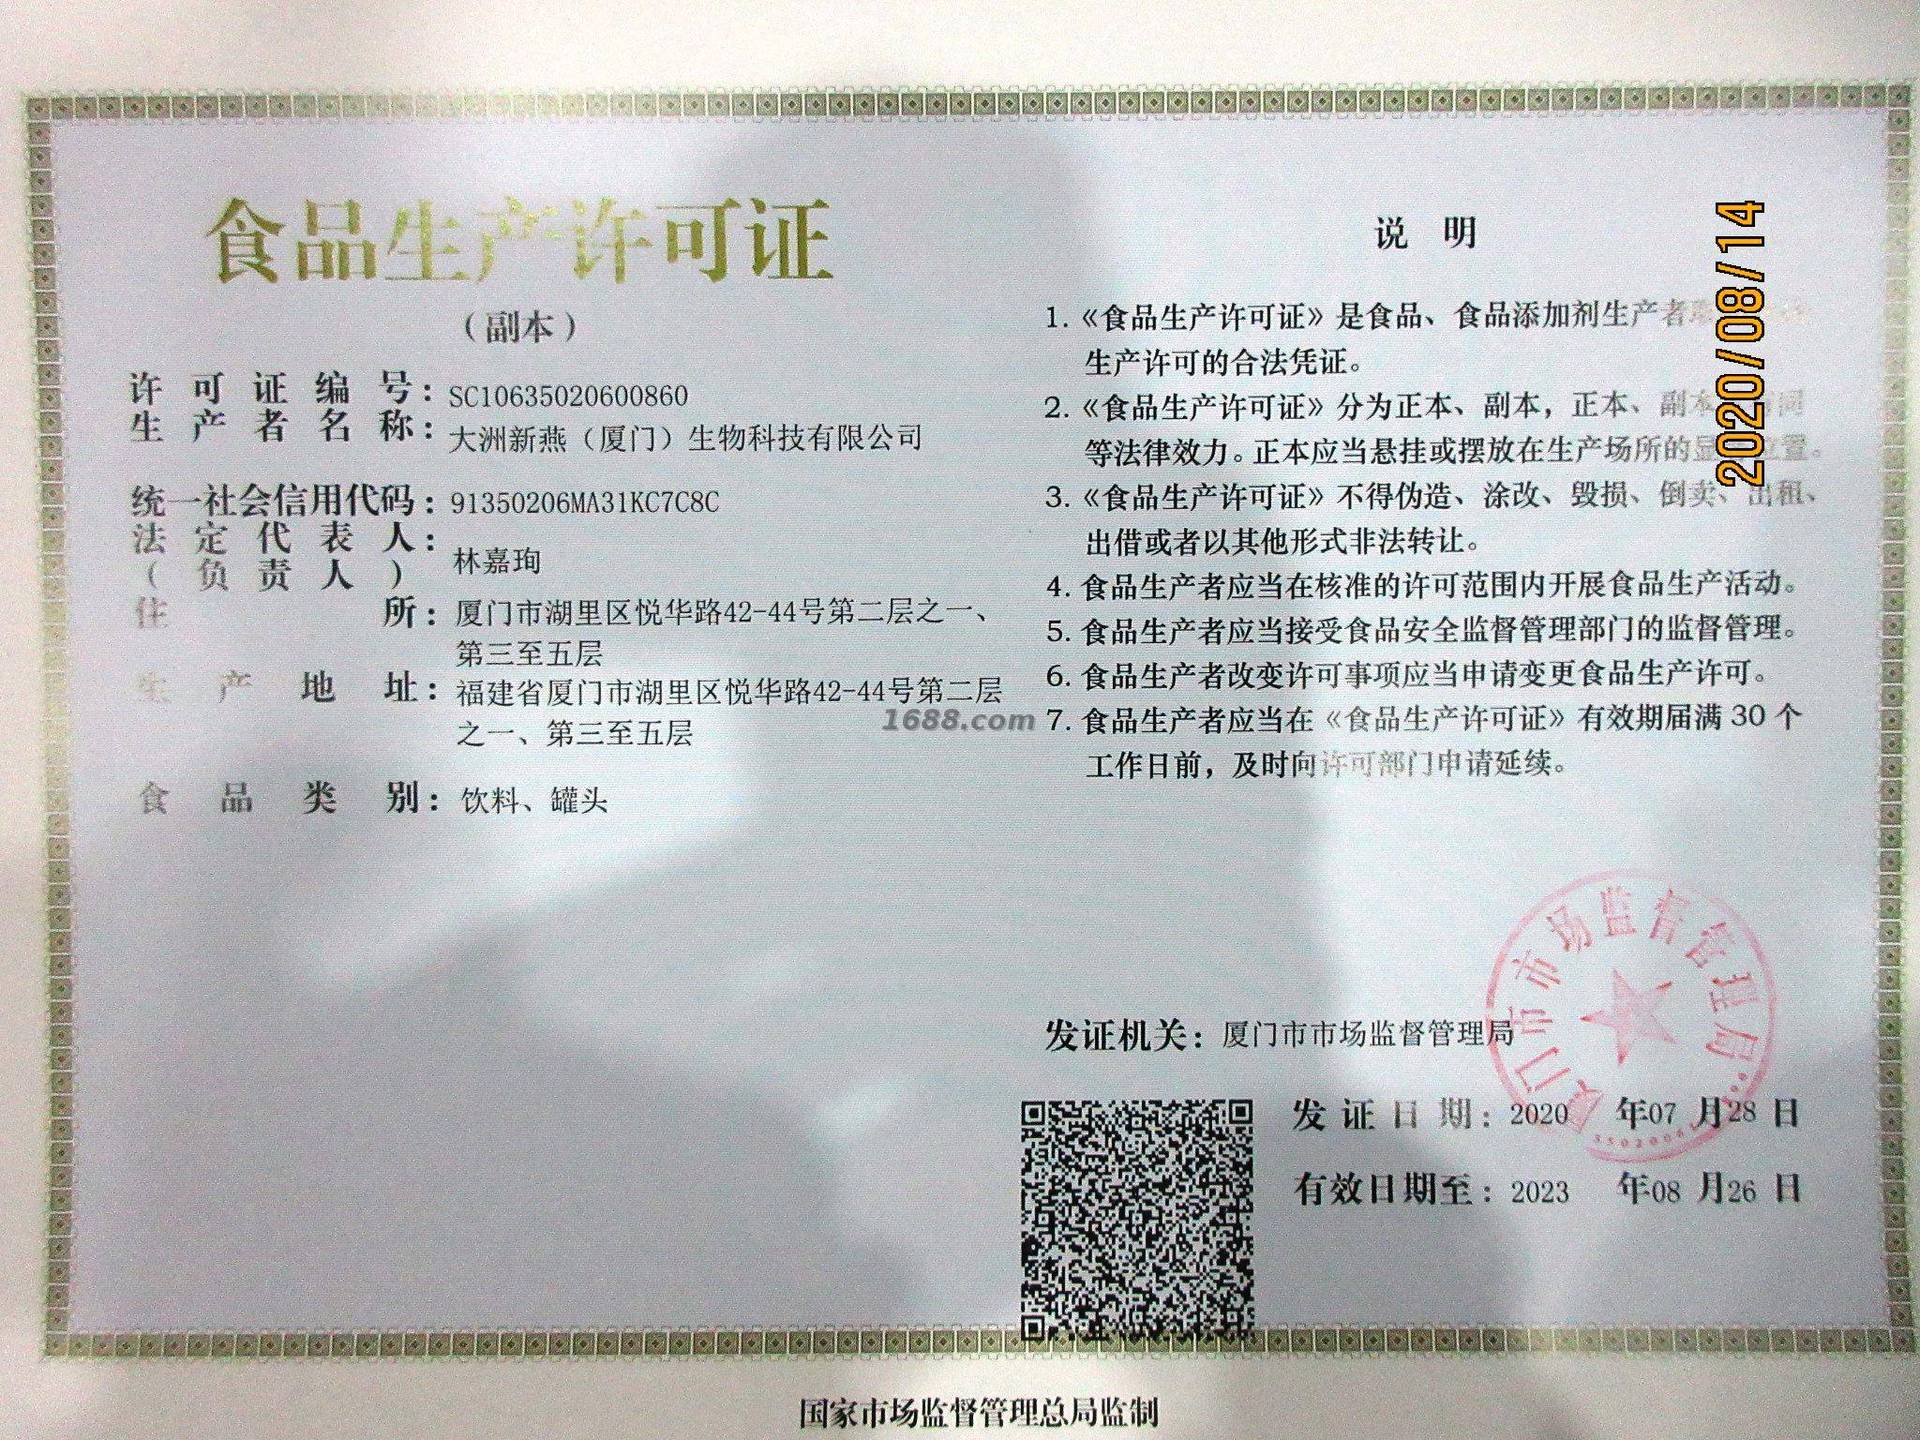 食品生产许可证
（副本）
许可证编号：SC10635020600860
生产者名称：大洲新燕（厦门）生物科技有限公司
统一社会信用代码：91350206MA31KC7C8C
法定代表人：
（负责人） 林嘉珣
住所：厦门市湖里区悦华路42-44号第二层之一、
第三至五层
生产地址：福建省厦门市湖里区悦华路42-44号第二层
之一、第三至五层
食品类别：饮料、罐头
说 明
1.《食品生产许可证》是食品、食品添加剂生产者
生产许可的合法凭证。
2.《食品生产许可证》分为正本、副本，正本、副本同
等法律效力。正本应当悬挂或摆放在生产场所的显位置。
3.《食品生产许可证》不得伪造、涂改、毁损、倒卖、出租、
出借或者以其他形式非法转让。
4. 食品生产者应当在核准的许可范围内开展食品生产活动。
5. 食品生产者应当接受食品安全监督管理部门的监督管理。
6. 食品生产者改变许可事项应当申请变更食品生产许可。
7. 食品生产者应当在《食品生产许可证》有效期届满 30 个
工作日前，及时向许可部门申请延续。
2020/08/14
1688.com
发证机关：厦门市市场监督管理局
厦门市市场监督管理局
发证日期：2020 年07 月28 日
有效日期至：2023 年08 月26 日
国家市场监督管理总局监制